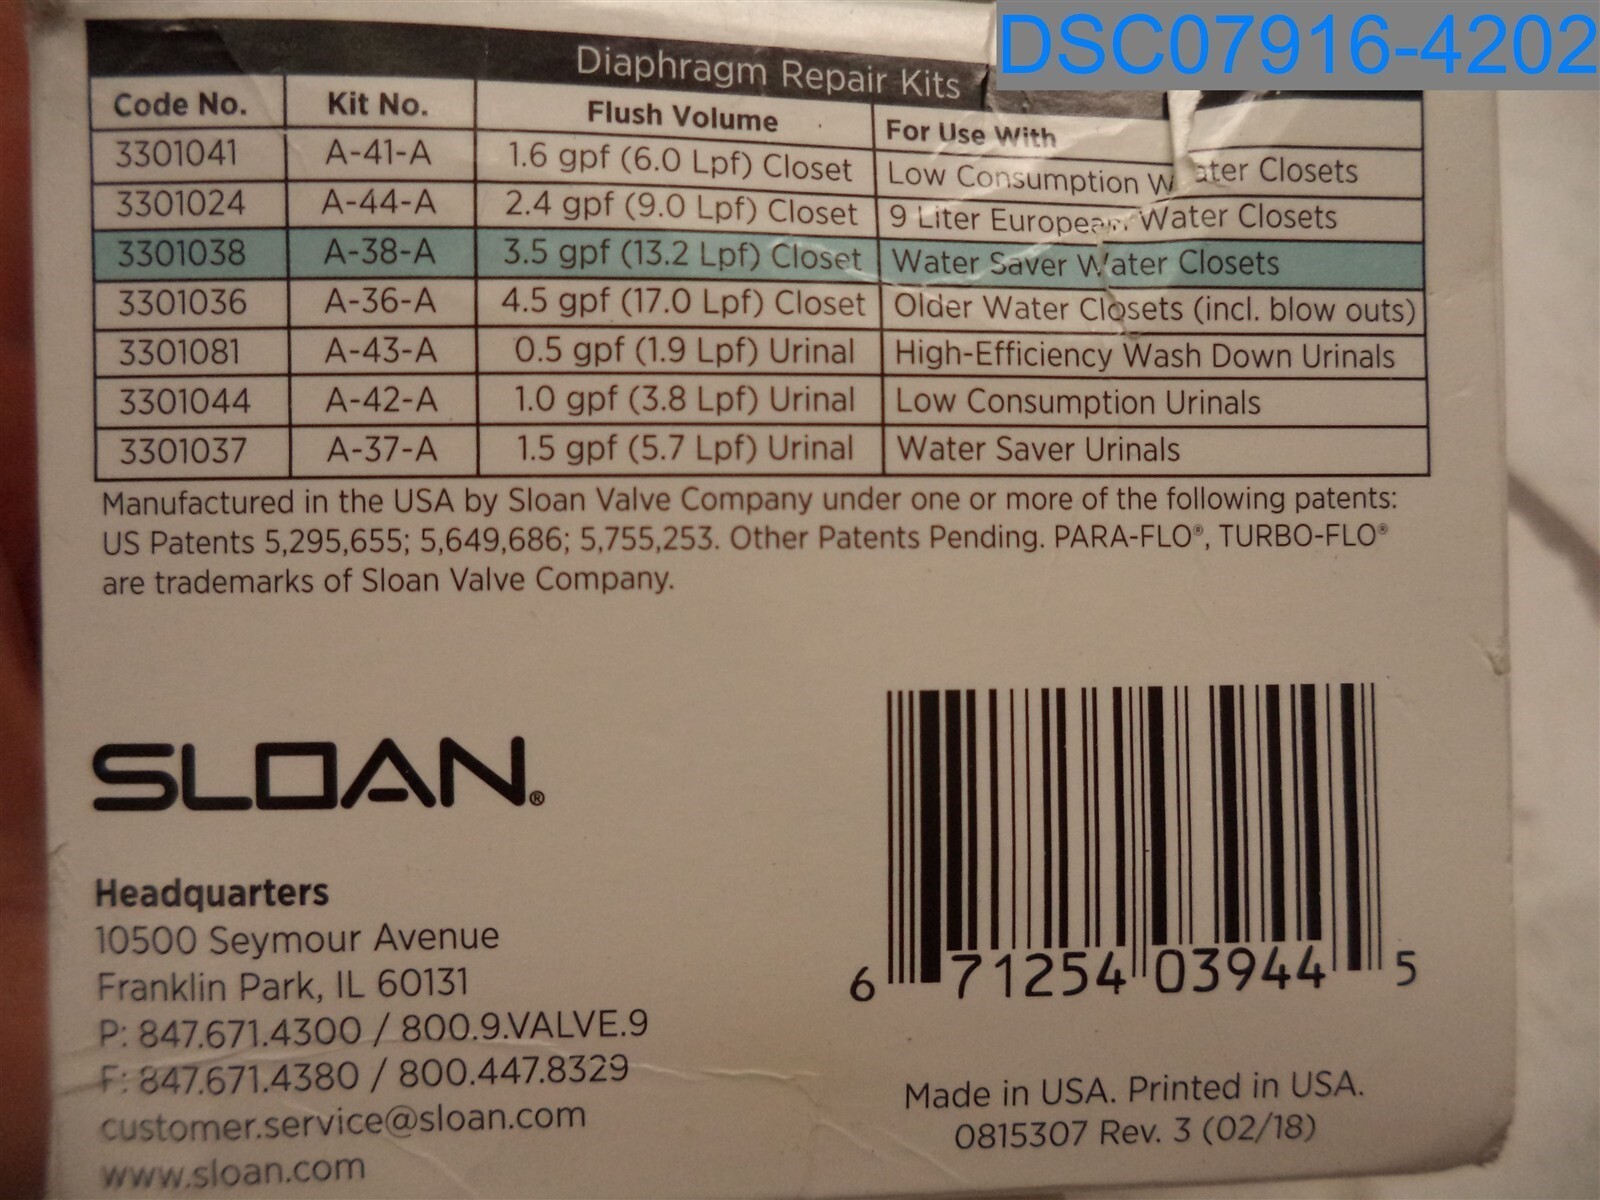 DSC07916-4202
Diaphragm Repair Kits
Code No. Kit No. Flush Volume For Use With
3301041 A-41-A 1.6 gpf (6.0 Lpf) Closet Low Consumption Water Closets
3301024 A-44-A 2.4 gpf (9.0 Lpf) Closet 9 Liter European Water Closets
3301038 A-38-A 3.5 gpf (13.2 Lpf) Closet Water Saver Water Closets
3301036 A-36-A 4.5 gpf (17.0 Lpf) Closet Older Water Closets (incl. blow outs)
3301081 A-43-A 0.5 gpf (1.9 Lpf) Urinal High-Efficiency Wash Down Urinals
3301044 A-42-A 1.0 gpf (3.8 Lpf) Urinal Low Consumption Urinals
3301037 A-37-A 1.5 gpf (5.7 Lpf) Urinal Water Saver Urinals
Manufactured in the USA by Sloan Valve Company under one or more of the following patents:
US Patents 5,295,655; 5,649,686; 5,755,253. Other Patents Pending. PARA-FLO®, TURBO-FLO®
are trademarks of Sloan Valve Company.
SLOAN®
Headquarters
10500 Seymour Avenue
Franklin Park, IL 60131
P: 847.671.4300 / 800.9.VALVE.9
F: 847.671.4380 / 800.447.8329
customer.service@sloan.com
www.sloan.com
6 71254 03944 5
Made in USA. Printed in USA.
0815307 Rev. 3 (02/18)